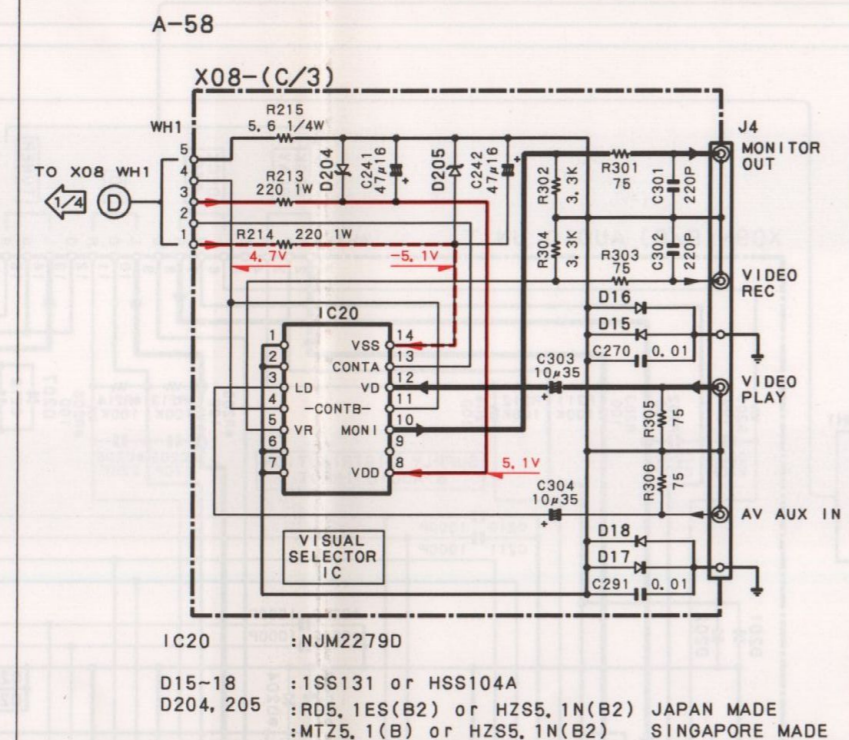 A-58
X08-(C/3)
WH1
5
4
3
2
1
TO X08 WH1
1/4
D
R215
5.6 1/4W
R213
220 1W
R214 220 1W
4.7V
-5.1V
D204
C241
47µ16
+
D205
C242
47µ16
+
R302
3.3K
R301
75
C301
220P
R304
3.3K
R303
75
C302
220P
J4
MONITOR
OUT
VIDEO
REC
D16
D15
C270 0.01
VIDEO
PLAY
C303
10µ35
+
R305
75
R306
75
C304
10µ35
+
AV AUX IN
D18
D17
C291 0.01
IC20
1
2
3
4
5
6
7
14
13
12
11
10
9
8
VSS
CONTA
LD
VD
CONTB
VR
MONI
VDD
5.1V
VISUAL
SELECTOR
IC
IC20 :NJM2279D
D15~18 :1SS131 or HSS104A
D204,205 :RD5.1ES(B2) or HZS5.1N(B2) JAPAN MADE
:MTZ5.1(B) or HZS5.1N(B2) SINGAPORE MADE